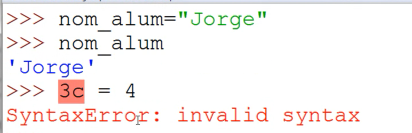 >>> nom_alum="Jorge"
>>> nom_alum
'Jorge'
>>> 3c = 4
SyntaxError: invalid syntax